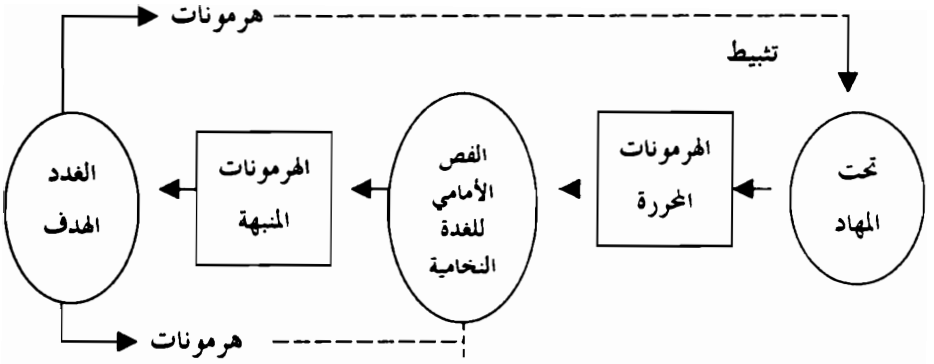 هرمونات
تثبيط
تحت
المهاد
الهرمونات
المحررة
الفص
الأمامي
للغدة
النخامية
الهرمونات
المنبهة
الغدد
الهدف
هرمونات